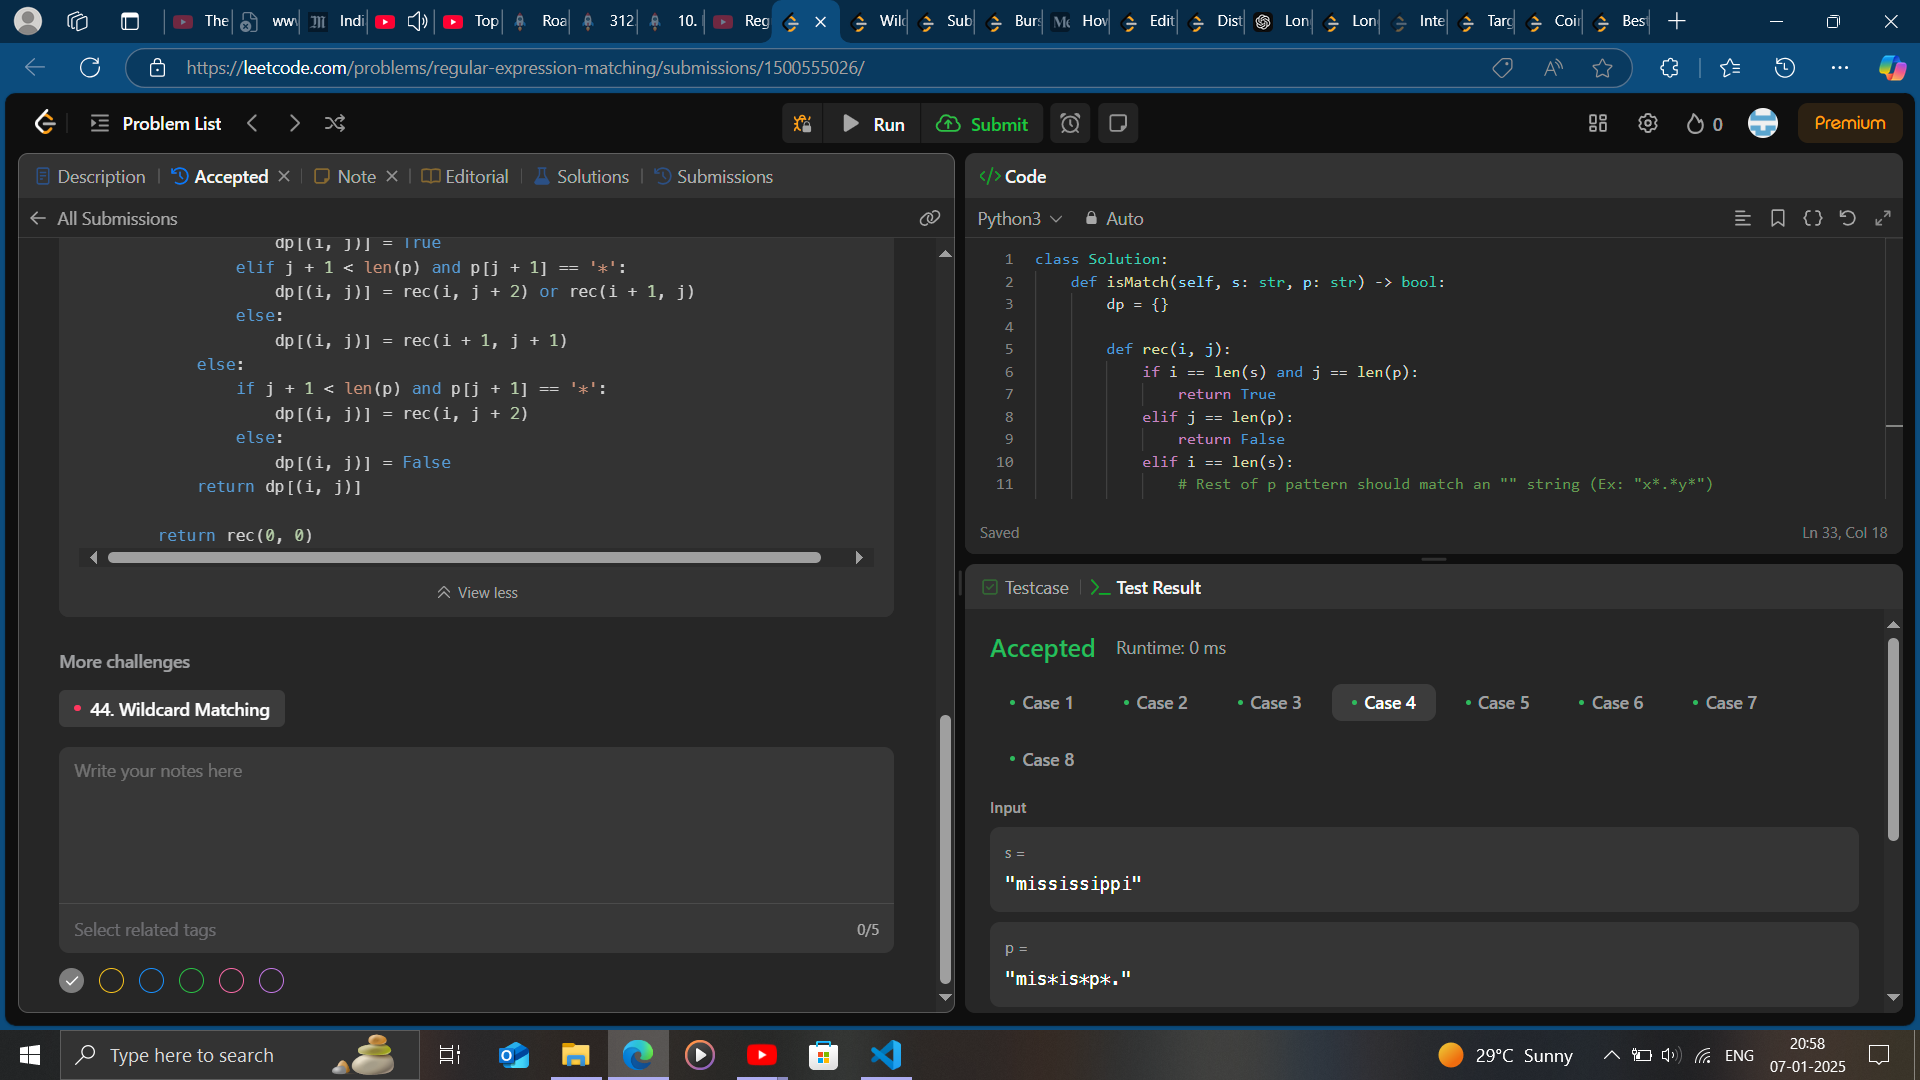 The
www
Indi
Top
Roa
312.
10. 
Reg
Wild
Sub
Burs
How
Edit
Dist
Lon
Lon
Inte
Targ
Coi
Best
https://leetcode.com/problems/regular-expression-matching/submissions/1500555026/
Problem List
Run
Submit
0
Premium
Description
Accepted
Note
Editorial
Solutions
Submissions
All Submissions
dp[(i, j)] = True
elif j + 1 < len(p) and p[j + 1] == '*':
dp[(i, j)] = rec(i, j + 2) or rec(i + 1, j)
else:
dp[(i, j)] = rec(i + 1, j + 1)
else:
if j + 1 < len(p) and p[j + 1] == '*':
dp[(i, j)] = rec(i, j + 2)
else:
dp[(i, j)] = False
return dp[(i, j)]
return rec(0, 0)
View less
More challenges
44. Wildcard Matching
Write your notes here
Select related tags
0/5
</> Code
Python3
Auto
1 class Solution:
2 def isMatch(self, s: str, p: str) -> bool:
3 dp = {}
4
5 def rec(i, j):
6 if i == len(s) and j == len(p):
7 return True
8 elif j == len(p):
9 return False
10 elif i == len(s):
11 # Rest of p pattern should match an "" string (Ex: "x*.*y*")
Saved
Ln 33, Col 18
Testcase
Test Result
Accepted
Runtime: 0 ms
Case 1
Case 2
Case 3
Case 4
Case 5
Case 6
Case 7
Case 8
Input
s =
"mississippi"
p =
"mis*is*p*."
Type here to search
29°C Sunny
ENG
20:58
07-01-2025